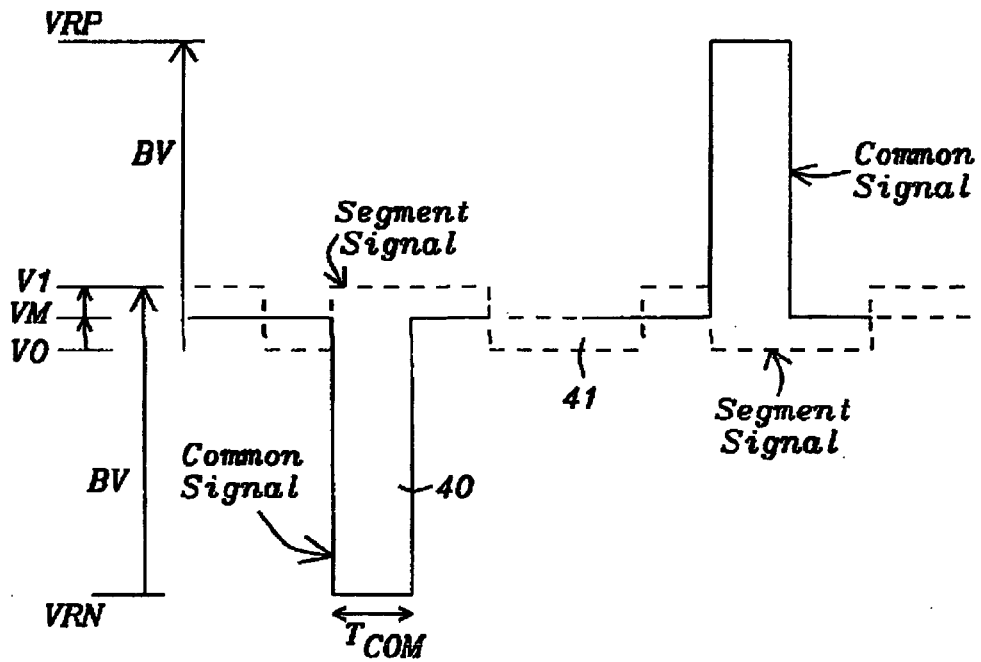 VRP
BV
Common
Signal
Segment
Signal
V1
VM
V0
41
Segment
Signal
Common
Signal
BV
40
VRN
TCOM